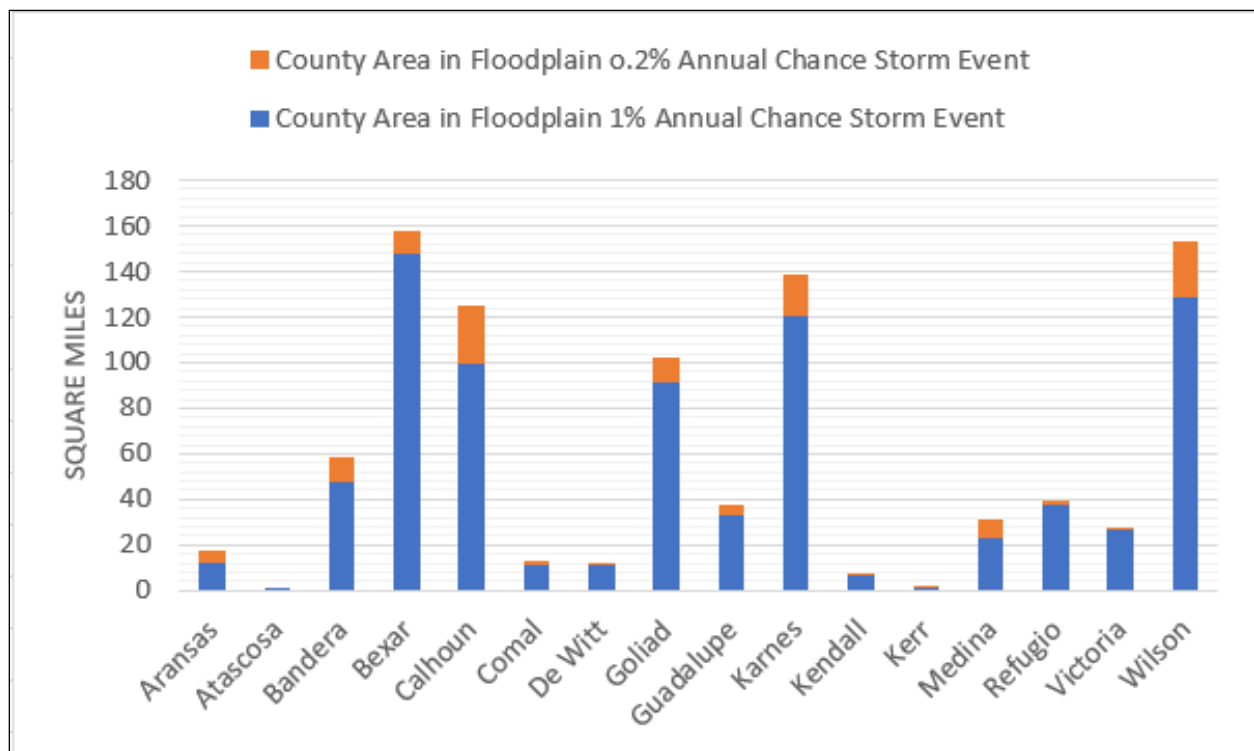 County Area in Floodplain o.2% Annual Chance Storm Event
County Area in Floodplain 1% Annual Chance Storm Event
SQUARE MILES
180
160
140
120
100
80
60
40
20
0
Aransas
Atascosa
Bandera
Bexar
Calhoun
Comal
De Witt
Goliad
Guadalupe
Karnes
Kendall
Kerr
Medina
Refugio
Victoria
Wilson